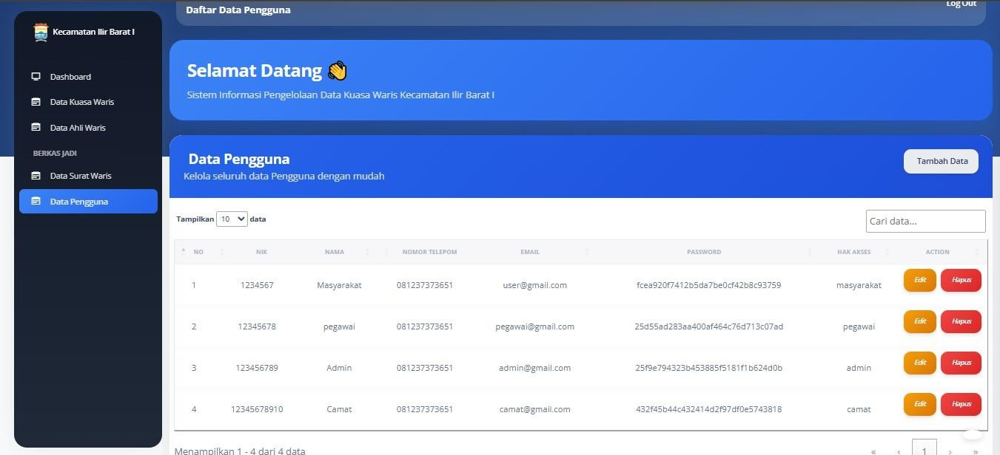 Daftar Data Pengguna
Log Out
Kecamatan Ilir Barat I
Dashboard
Data Kuasa Waris
Data Ahli Waris
BERKAS JADI
Data Surat Waris
Data Pengguna
Selamat Datang 👋
Sistem Informasi Pengelolaan Data Kuasa Waris Kecamatan Ilir Barat I
Data Pengguna
Kelola seluruh data Pengguna dengan mudah
Tambah Data
Tampilkan 10 data
Cari data...
NO NIK NAMA NOMOR TELEPOM EMAIL PASSWORD HAK AKSES ACTION
1 1234567 Masyarakat 081237373651 user@gmail.com fcea920f7412b5da7be0cf42b8c93759 masyarakat Edit Hapus
2 12345678 pegawai 081237373651 pegawai@gmail.com 25d55ad283aa400af464c76d713c07ad pegawai Edit Hapus
3 123456789 Admin 081237373651 admin@gmail.com 25f9e794323b453885f5181f1b624d0b admin Edit Hapus
4 12345678910 Camat 081237373651 camat@gmail.com 432f45b44c432414d2f97df0e5743818 camat Edit Hapus
Menampilkan 1 - 4 dari 4 data
« ‹ 1 › »